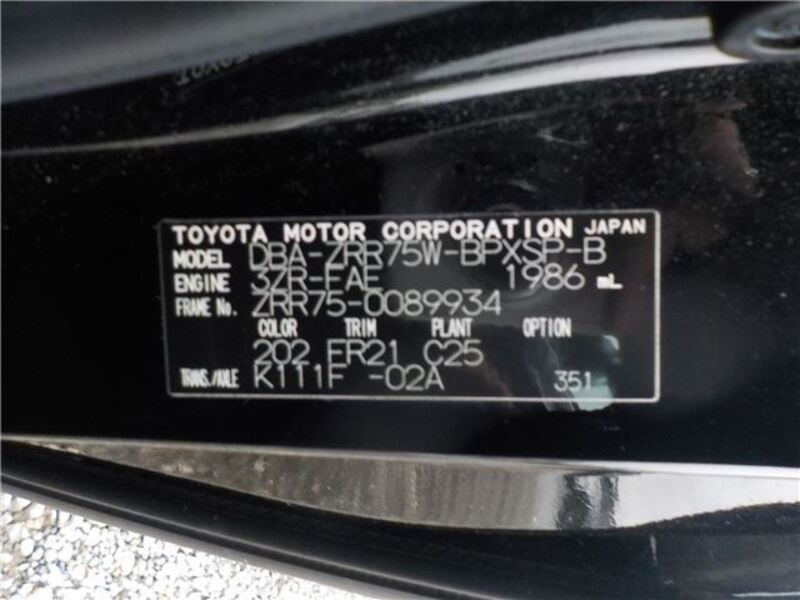 TOYOTA MOTOR CORPORATION JAPAN
MODEL DBA-ZRR75W-BPXSP-B
ENGINE 3ZR-FAE 1986 mL
FRAME No. ZRR75-0089934
COLOR TRIM PLANT OPTION
202 FR21 C25
TRANS./AXLE K111F -02A 351